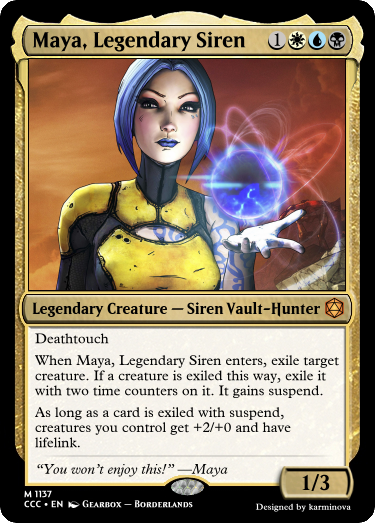 Maya, Legendary Siren 1
Legendary Creature — Siren Vault-Hunter
Deathtouch
When Maya, Legendary Siren enters, exile target
creature. If a creature is exiled this way, exile it
with two time counters on it. It gains suspend.
As long as a card is exiled with suspend,
creatures you control get +2/+0 and have
lifelink.
“You won’t enjoy this!” —Maya
1/3
M 1137
CCC • EN Gearbox — Borderlands
Designed by karminova